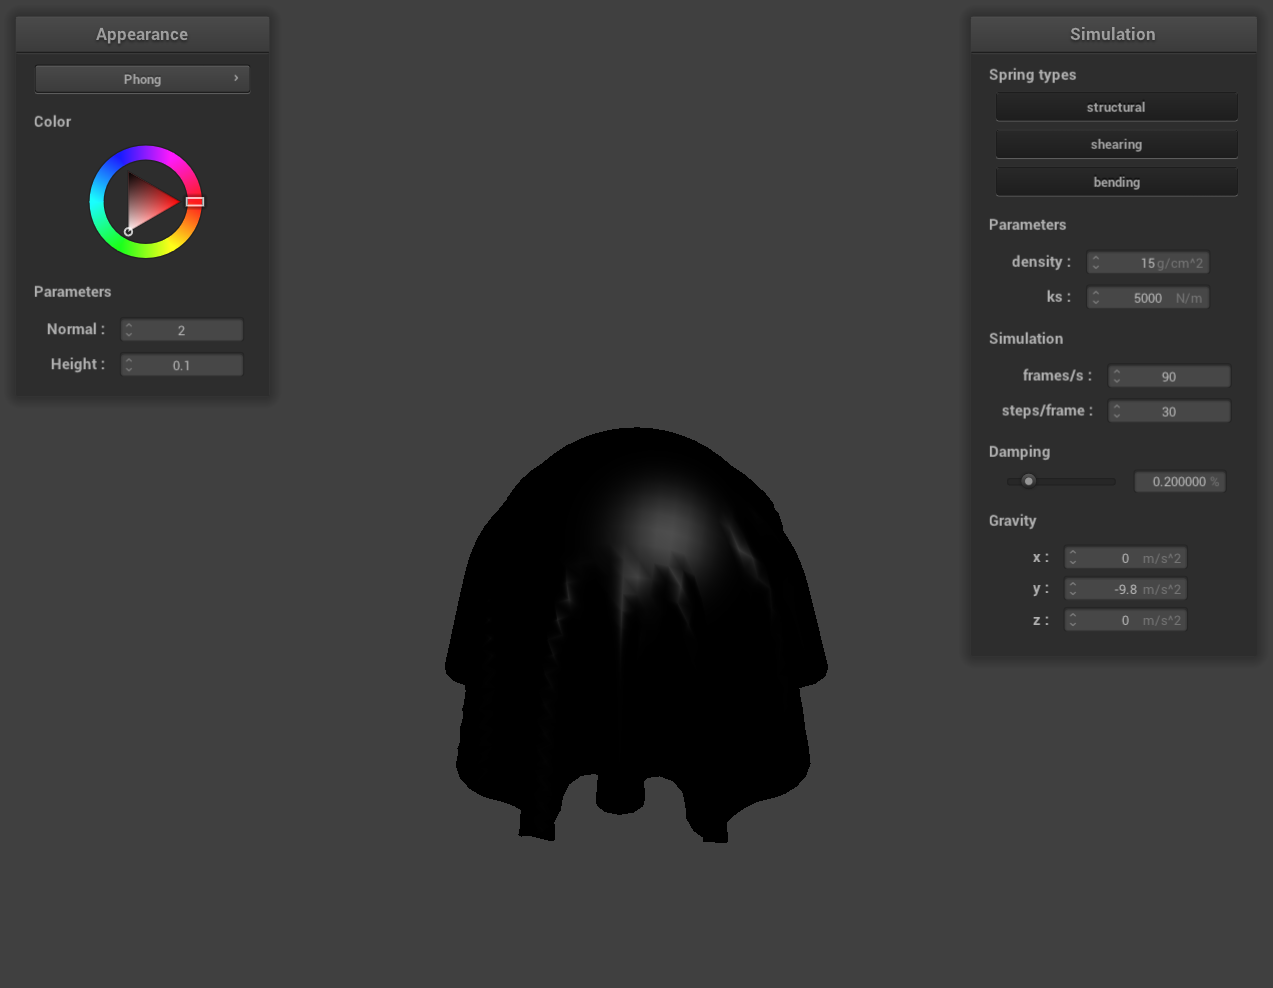 Appearance
Phong
Color
Parameters
Normal : 2
Height : 0.1
Simulation
Spring types
structural
shearing
bending
Parameters
density : 15 g/cm^2
ks : 5000 N/m
Simulation
frames/s : 90
steps/frame : 30
Damping
0.200000 %
Gravity
x : 0 m/s^2
y : -9.8 m/s^2
z : 0 m/s^2